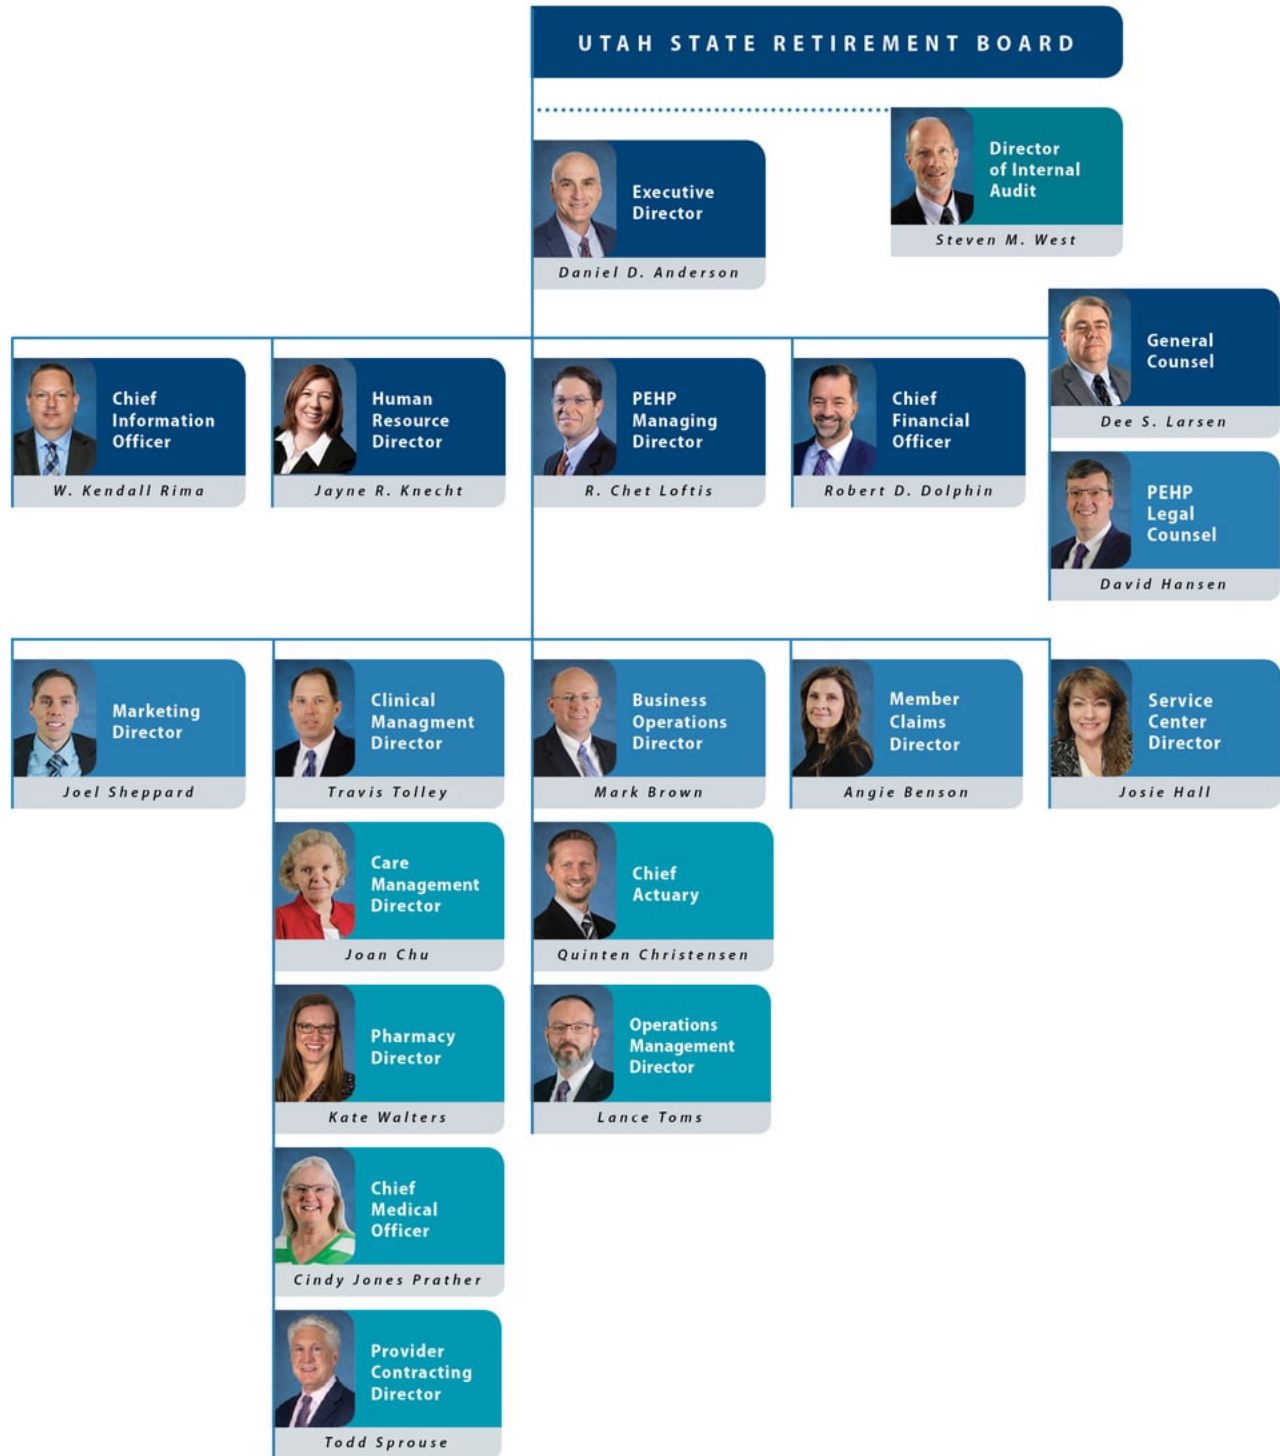 UTAH STATE RETIREMENT BOARD
Director
of Internal
Audit
Steven M. West
Executive
Director
Daniel D. Anderson
General
Counsel
Dee S. Larsen
Chief
Information
Officer
W. Kendall Rima
Human
Resource
Director
Jayne R. Knecht
PEHP
Managing
Director
R. Chet Loftis
Chief
Financial
Officer
Robert D. Dolphin
PEHP
Legal
Counsel
David Hansen
Marketing
Director
Joel Sheppard
Clinical
Managment
Director
Travis Tolley
Business
Operations
Director
Mark Brown
Member
Claims
Director
Angie Benson
Service
Center
Director
Josie Hall
Care
Management
Director
Joan Chu
Chief
Actuary
Quinten Christensen
Pharmacy
Director
Kate Walters
Operations
Management
Director
Lance Toms
Chief
Medical
Officer
Cindy Jones Prather
Provider
Contracting
Director
Todd Sprouse